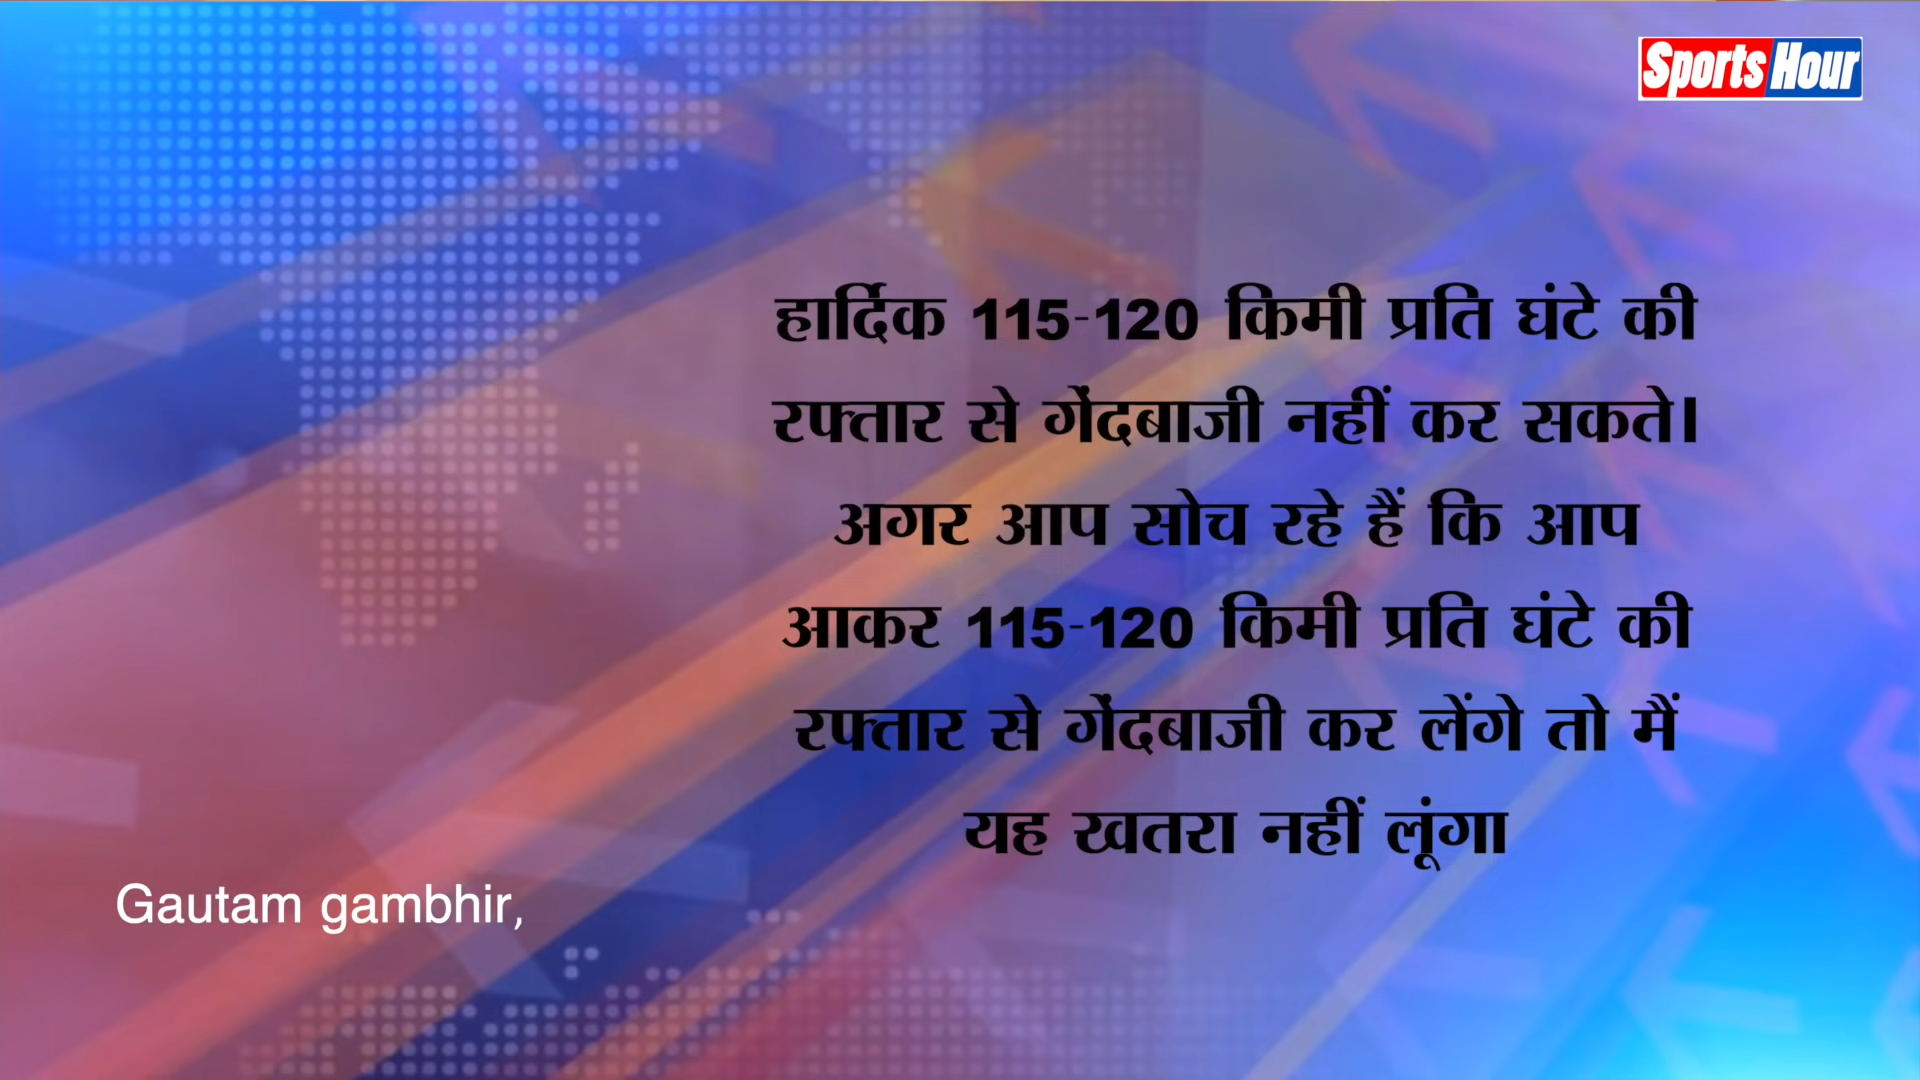 Sports Hour
हार्दिक 115-120 किमी प्रति घंटे की
रफ्तार से गेंदबाजी नहीं कर सकते।
अगर आप सोच रहे हैं कि आप
आकर 115-120 किमी प्रति घंटे की
रफ्तार से गेंदबाजी कर लेंगे तो मैं
यह खतरा नहीं लूंगा
Gautam gambhir,